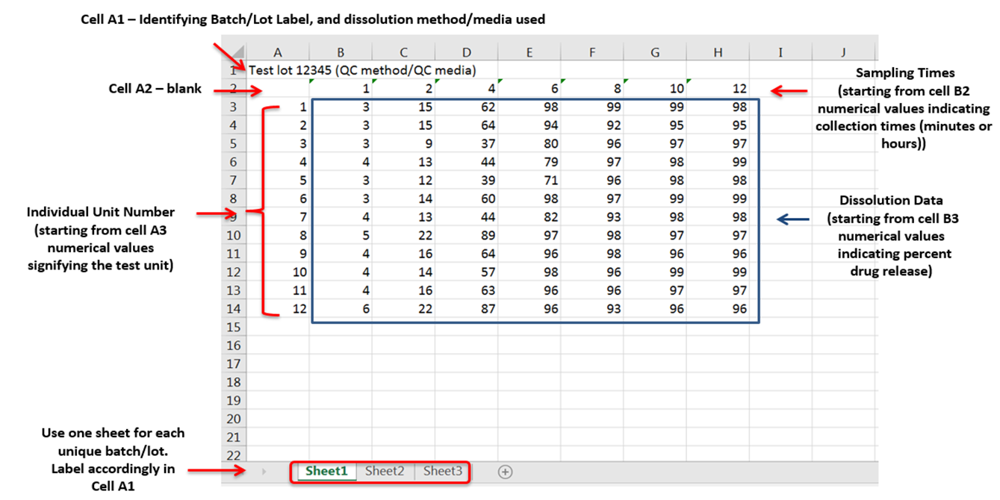 Cell A1 – Identifying Batch/Lot Label, and dissolution method/media used
A B C D E F G H I J
1 Test lot 12345 (QC method/QC media)
Cell A2 – blank
2 1 2 4 6 8 10 12
3 1 3 15 62 98 99 99 98
4 2 3 15 64 94 92 95 95
5 3 3 9 37 80 96 97 97
6 4 4 13 44 79 97 98 99
7 5 3 12 39 71 96 98 98
8 6 3 14 60 98 97 99 99
9 7 4 13 44 82 93 98 98
10 8 5 22 89 97 98 97 97
11 9 4 16 64 96 98 96 96
12 10 4 14 57 98 96 99 99
13 11 4 16 63 96 96 97 97
14 12 6 22 87 96 93 96 96
15
16
17
18
19
20
21
22
Sampling Times
(starting from cell B2
numerical values indicating
collection times (minutes or
hours))
Individual Unit Number
(starting from cell A3
numerical values
signifying the test unit)
Dissolution Data
(starting from cell B3
numerical values
indicating percent
drug release)
Use one sheet for each
unique batch/lot.
Label accordingly in
Cell A1
Sheet1 Sheet2 Sheet3